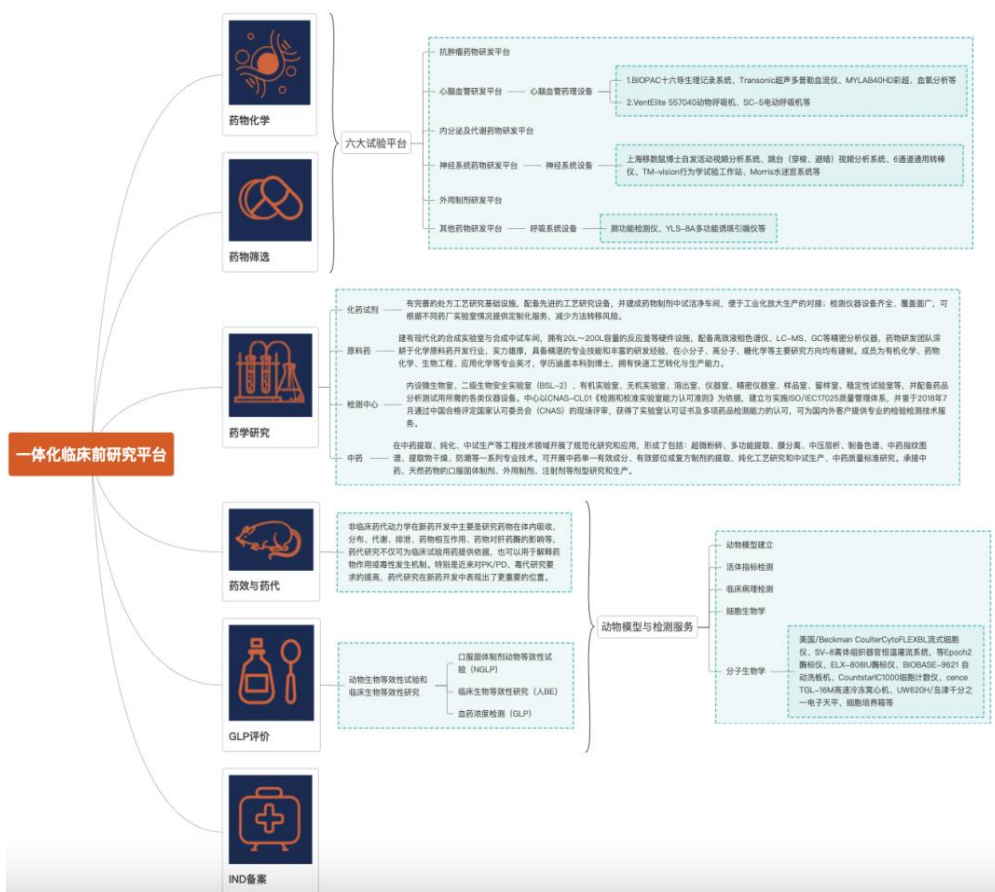 一体化临床前研究平台
药物化学
药物筛选
六大试验平台
抗肿瘤药物研发平台
心脑血管研发平台
心脑血管药理设备
1.BIOPAC十六导生理记录系统、Transonic超声多普勒血流仪、MYLAB40HD彩超、血氧分析等
2.VentElite 557040动物呼吸机、SC-5电动呼吸机等
内分泌及代谢药物研发平台
神经系统药物研发平台
神经系统设备
上海移数鼠博士自发活动视频分析系统、跳台（穿梭、避暗）视频分析系统、6通道通用转棒
仪、TM-vision行为学试验工作站、Morris水迷宫系统等
外用制剂研发平台
其他药物研发平台
呼吸系统设备
肺功能检测仪、YLS-8A多功能诱咳引喘仪等
药学研究
化药试剂
有完善的处方工艺研究基础设施，配备先进的工艺研究设备，并建成药物制剂中试洁净车间，便于工业化放大生产的对接；检测仪器设备齐全、覆盖面广，可
根据不同药厂实验室情况提供定制化服务，减少方法转移风险。
原料药
建有现代化的合成实验室与合成中试车间，拥有20L～200L容量的反应釜等硬件设施，配备高效液相色谱仪、LC-MS、GC等精密分析仪器，药物研发团队深
耕于化学原料药开发行业，实力雄厚，具备精湛的专业技能和丰富的研发经验，在小分子、高分子、糖化学等主要研究方向均有建树。成员为有机化学、药物
化学、生物工程、应用化学等专业英才，学历涵盖本科到博士，拥有快速工艺转化与生产能力。
检测中心
内设微生物室、二级生物安全实验室（BSL-2）、有机实验室、无机实验室、溶出室、仪器室、精密仪器室、样品室、留样室、稳定性试验室等，并配备药品
分析测试用所需的各类仪器设备。中心以《CNAS-CL01《检测和校准实验室能力认可准则》为依据，建立与实施ISO/IEC17025质量管理体系，并曾于2018年7
月通过中国合格评定国家认可委员会（CNAS）的现场评审，获得了实验室认可证书及多项药品检测能力的认可，可为国内外客户提供专业的检验检测技术服
务。
中药
在中药提取、纯化、中试生产等工程技术领域开展了规范化研究和应用，形成了包括：超微粉碎、多功能提取、膜分离、中压层析、制备色谱、中药指纹图
谱、提取物干燥、防潮等一系列专业技术。可开展中药单一有效成分、有效部位或复方制剂的提取、纯化工艺研究和中试生产、中药质量标准研究。承接中
药、天然药物的口服固体制剂、外用制剂、注射剂等剂型研究和生产。
药效与药代
非临床药代动力学在新药开发中主要是研究药物在体内吸收、
分布、代谢、排泄、药物相互作用、药物对肝药酶的影响等，
药代研究不仅可为临床试验用药提供依据，也可以用于解释药
物作用或毒性发生机制。特别是近来对PK/PD、毒代研究要
求的提高，药代研究在新药开发中表现出了更重要的位置。
GLP评价
动物生物等效性试验和
临床生物等效性研究
口服固体制剂动物等效性试
验（NGLP）
临床生物等效性研究（人BE）
血药浓度检测（GLP）
动物模型与检测服务
动物模型建立
活体指标检测
临床病理检测
细胞生物学
分子生物学
美国/Beckman CoulterCytoFLEXBL流式细胞
仪、SV-8离体组织器官恒温灌流系统，等Epoch2
酶标仪、ELX-808IU酶标仪、BIOBASE-9621 自
动洗板机、CountstarIC1000细胞计数仪、cence
TGL-16M高速冷冻离心机、UW620H/岛津千分之
一电子天平、细胞培养箱等
IND备案